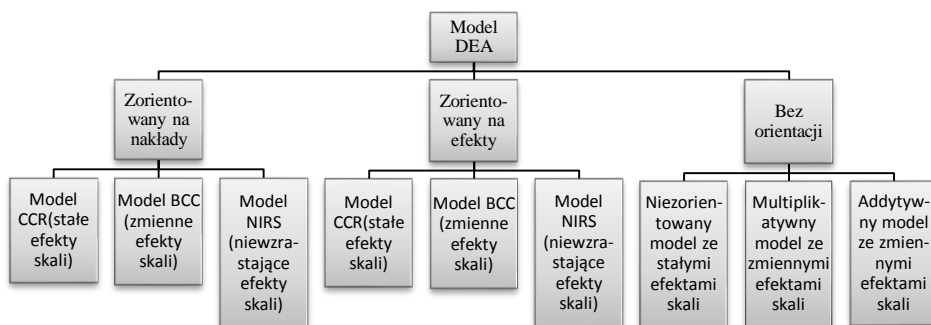 Model
DEA
Zoriento-
wany na
nakłady
Zoriento-
wany na
efekty
Bez
orientacji
Model
CCR(stałe
efekty
skali)
Model BCC
(zmienne
efekty
skali)
Model
NIRS
(niewzra-
stające
efekty
skali)
Model
CCR(stałe
efekty
skali)
Model BCC
(zmienne
efekty
skali)
Model
NIRS
(niewzra-
stające
efekty
skali)
Niezorien-
towany
model ze
stałymi
efektami
skali
Multiplik-
atywny
model ze
zmiennymi
efektami
skali
Addytyw-
ny model
ze zmien-
nymi
efektami
skali